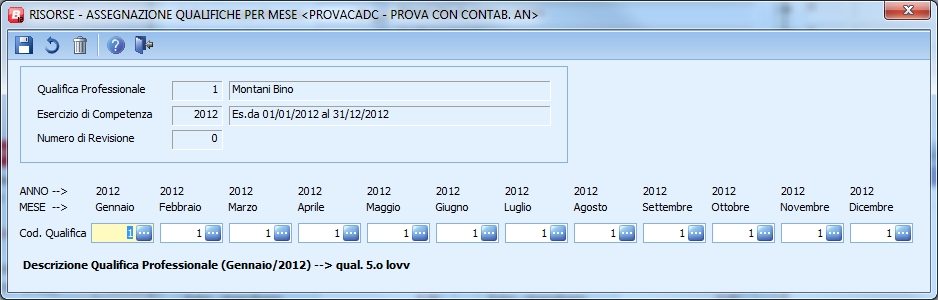 RISORSE - ASSEGNAZIONE QUALIFICHE PER MESE <PROVACADC - PROVA CON CONTAB. AN>
Qualifica Professionale 1 Montani Bino
Esercizio di Competenza 2012 Es.da 01/01/2012 al 31/12/2012
Numero di Revisione 0
ANNO --> 2012 2012 2012 2012 2012 2012 2012 2012 2012 2012 2012 2012
MESE --> Gennaio Febbraio Marzo Aprile Maggio Giugno Luglio Agosto Settembre Ottobre Novembre Dicembre
Cod. Qualifica 1 1 1 1 1 1 1 1 1 1 1 1
Descrizione Qualifica Professionale (Gennaio/2012) --> qual. 5.o lovv